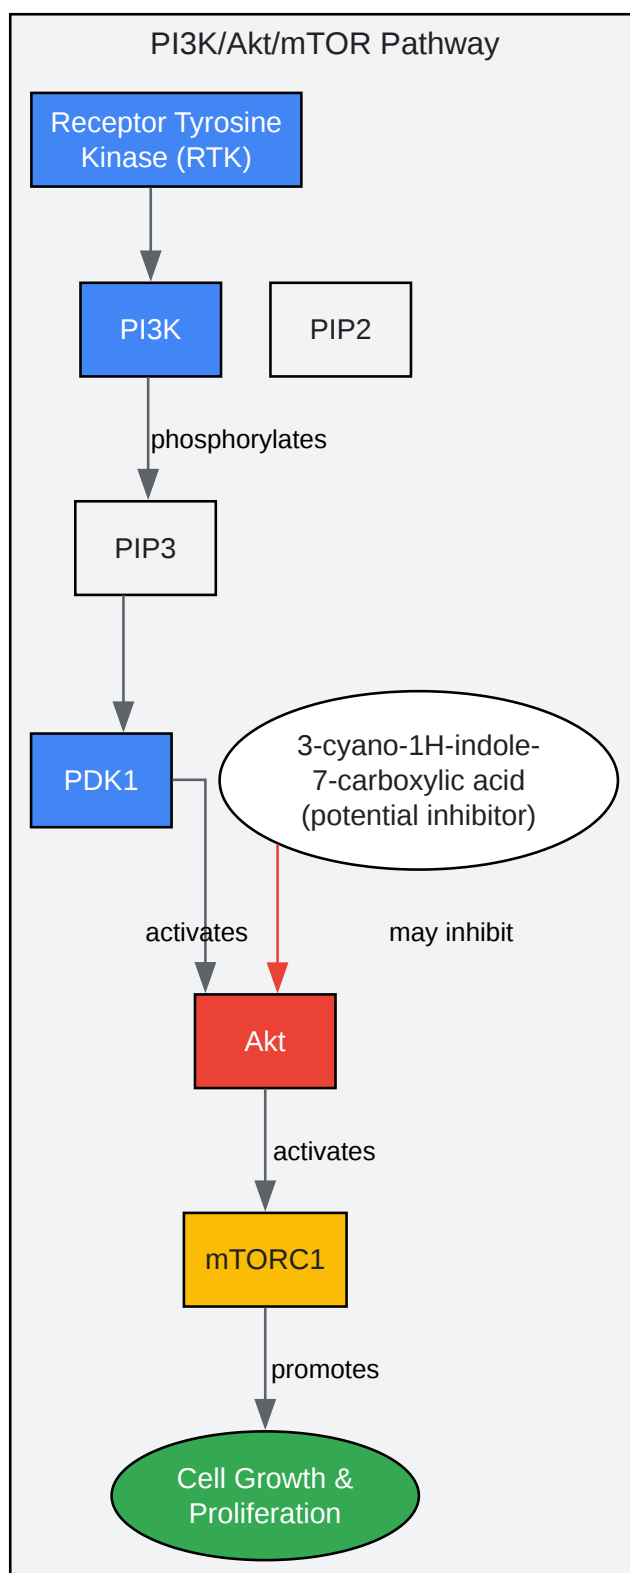 PI3K/Akt/mTOR Pathway
Receptor Tyrosine
Kinase (RTK)
PI3K
PIP2
phosphorylates
PIP3
PDK1
3-cyano-1H-indole-
7-carboxylic acid
(potential inhibitor)
activates
may inhibit
Akt
activates
mTORC1
promotes
Cell Growth &
Proliferation